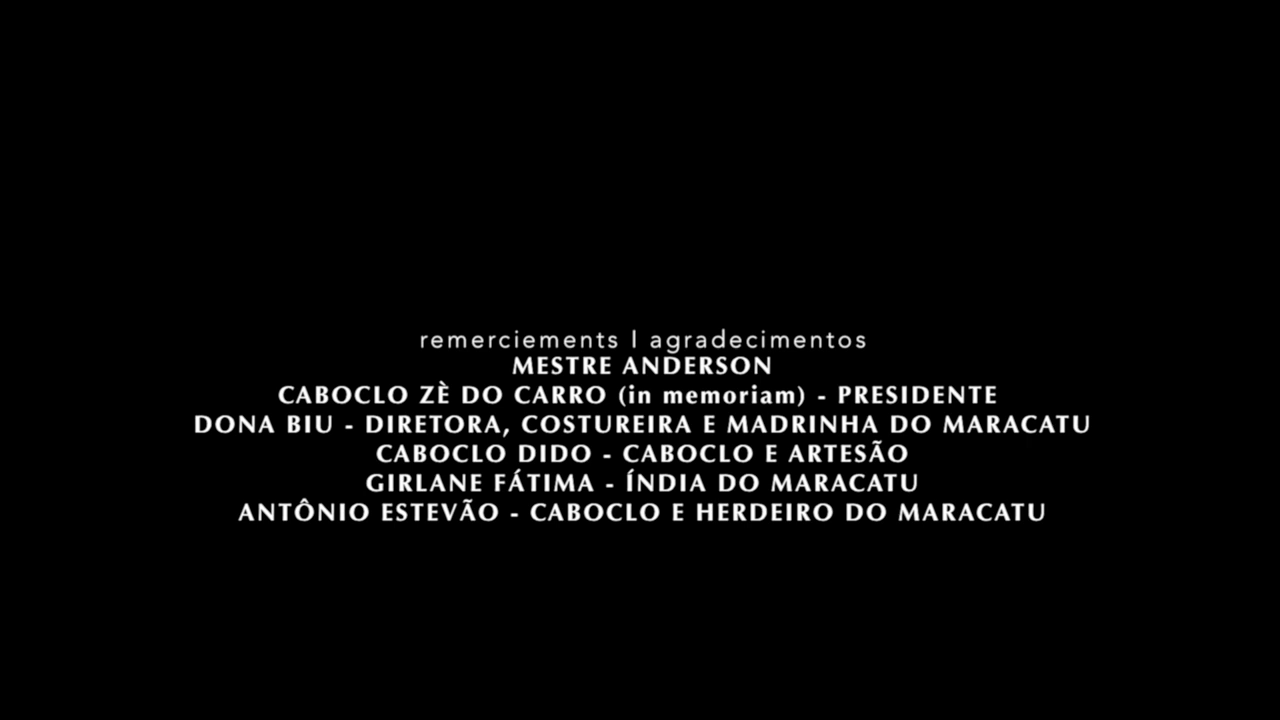 remerciements | agradecimentos
MESTRE ANDERSON
CABOCLO ZÈ DO CARRO (in memoriam) - PRESIDENTE
DONA BIU - DIRETORA, COSTUREIRA E MADRINHA DO MARACATU
CABOCLO DIDO - CABOCLO E ARTESÃO
GIRLANE FÁTIMA - ÍNDIA DO MARACATU
ANTÔNIO ESTEVÃO - CABOCLO E HERDEIRO DO MARACATU